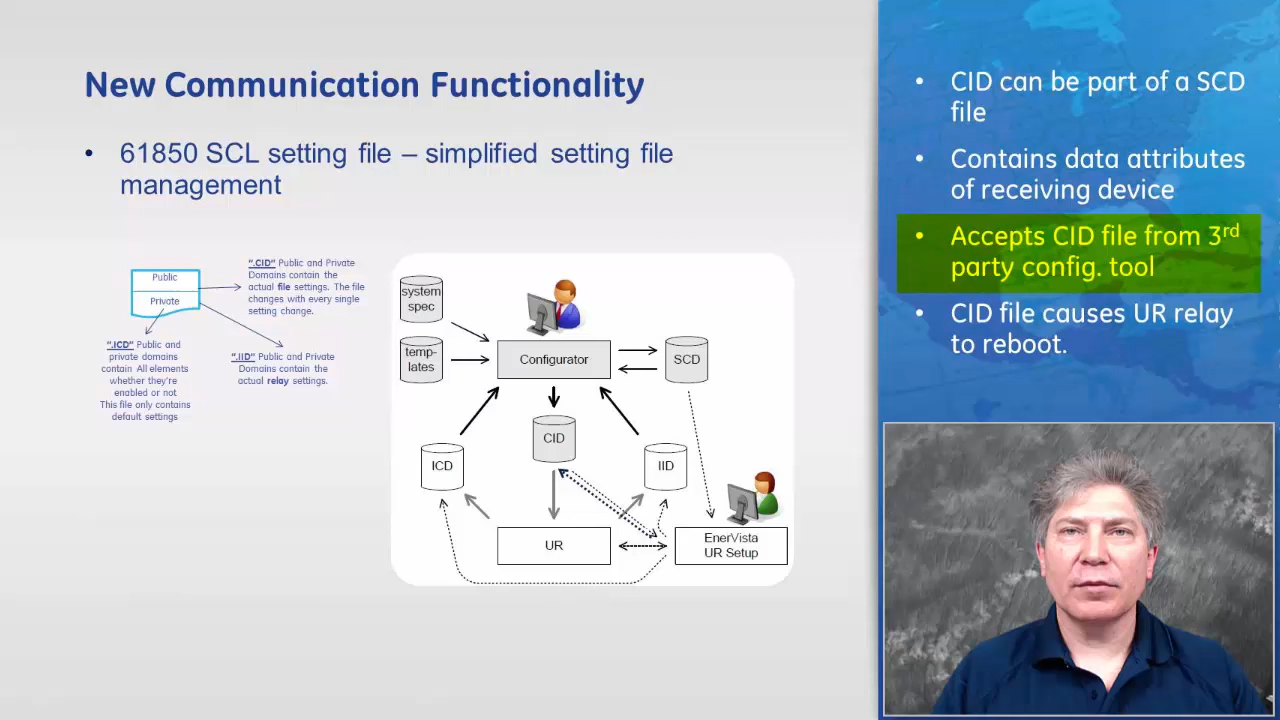 New Communication Functionality
• 61850 SCL setting file – simplified setting file
management
Public
Private
".CID" Public and Private
Domains contain the
actual file settings. The file
changes with every single
setting change.
".ICD" Public and
private domains
contain All elements
whether they're
enabled or not
This file only contains
default settings
".IID" Public and Private
Domains contain the
actual relay settings.
system
spec
temp-
lates
Configurator
SCD
CID
ICD
IID
UR
EnerVista
UR Setup
• CID can be part of a SCD
file
• Contains data attributes
of receiving device
• Accepts CID file from 3rd
party config. tool
• CID file causes UR relay
to reboot.